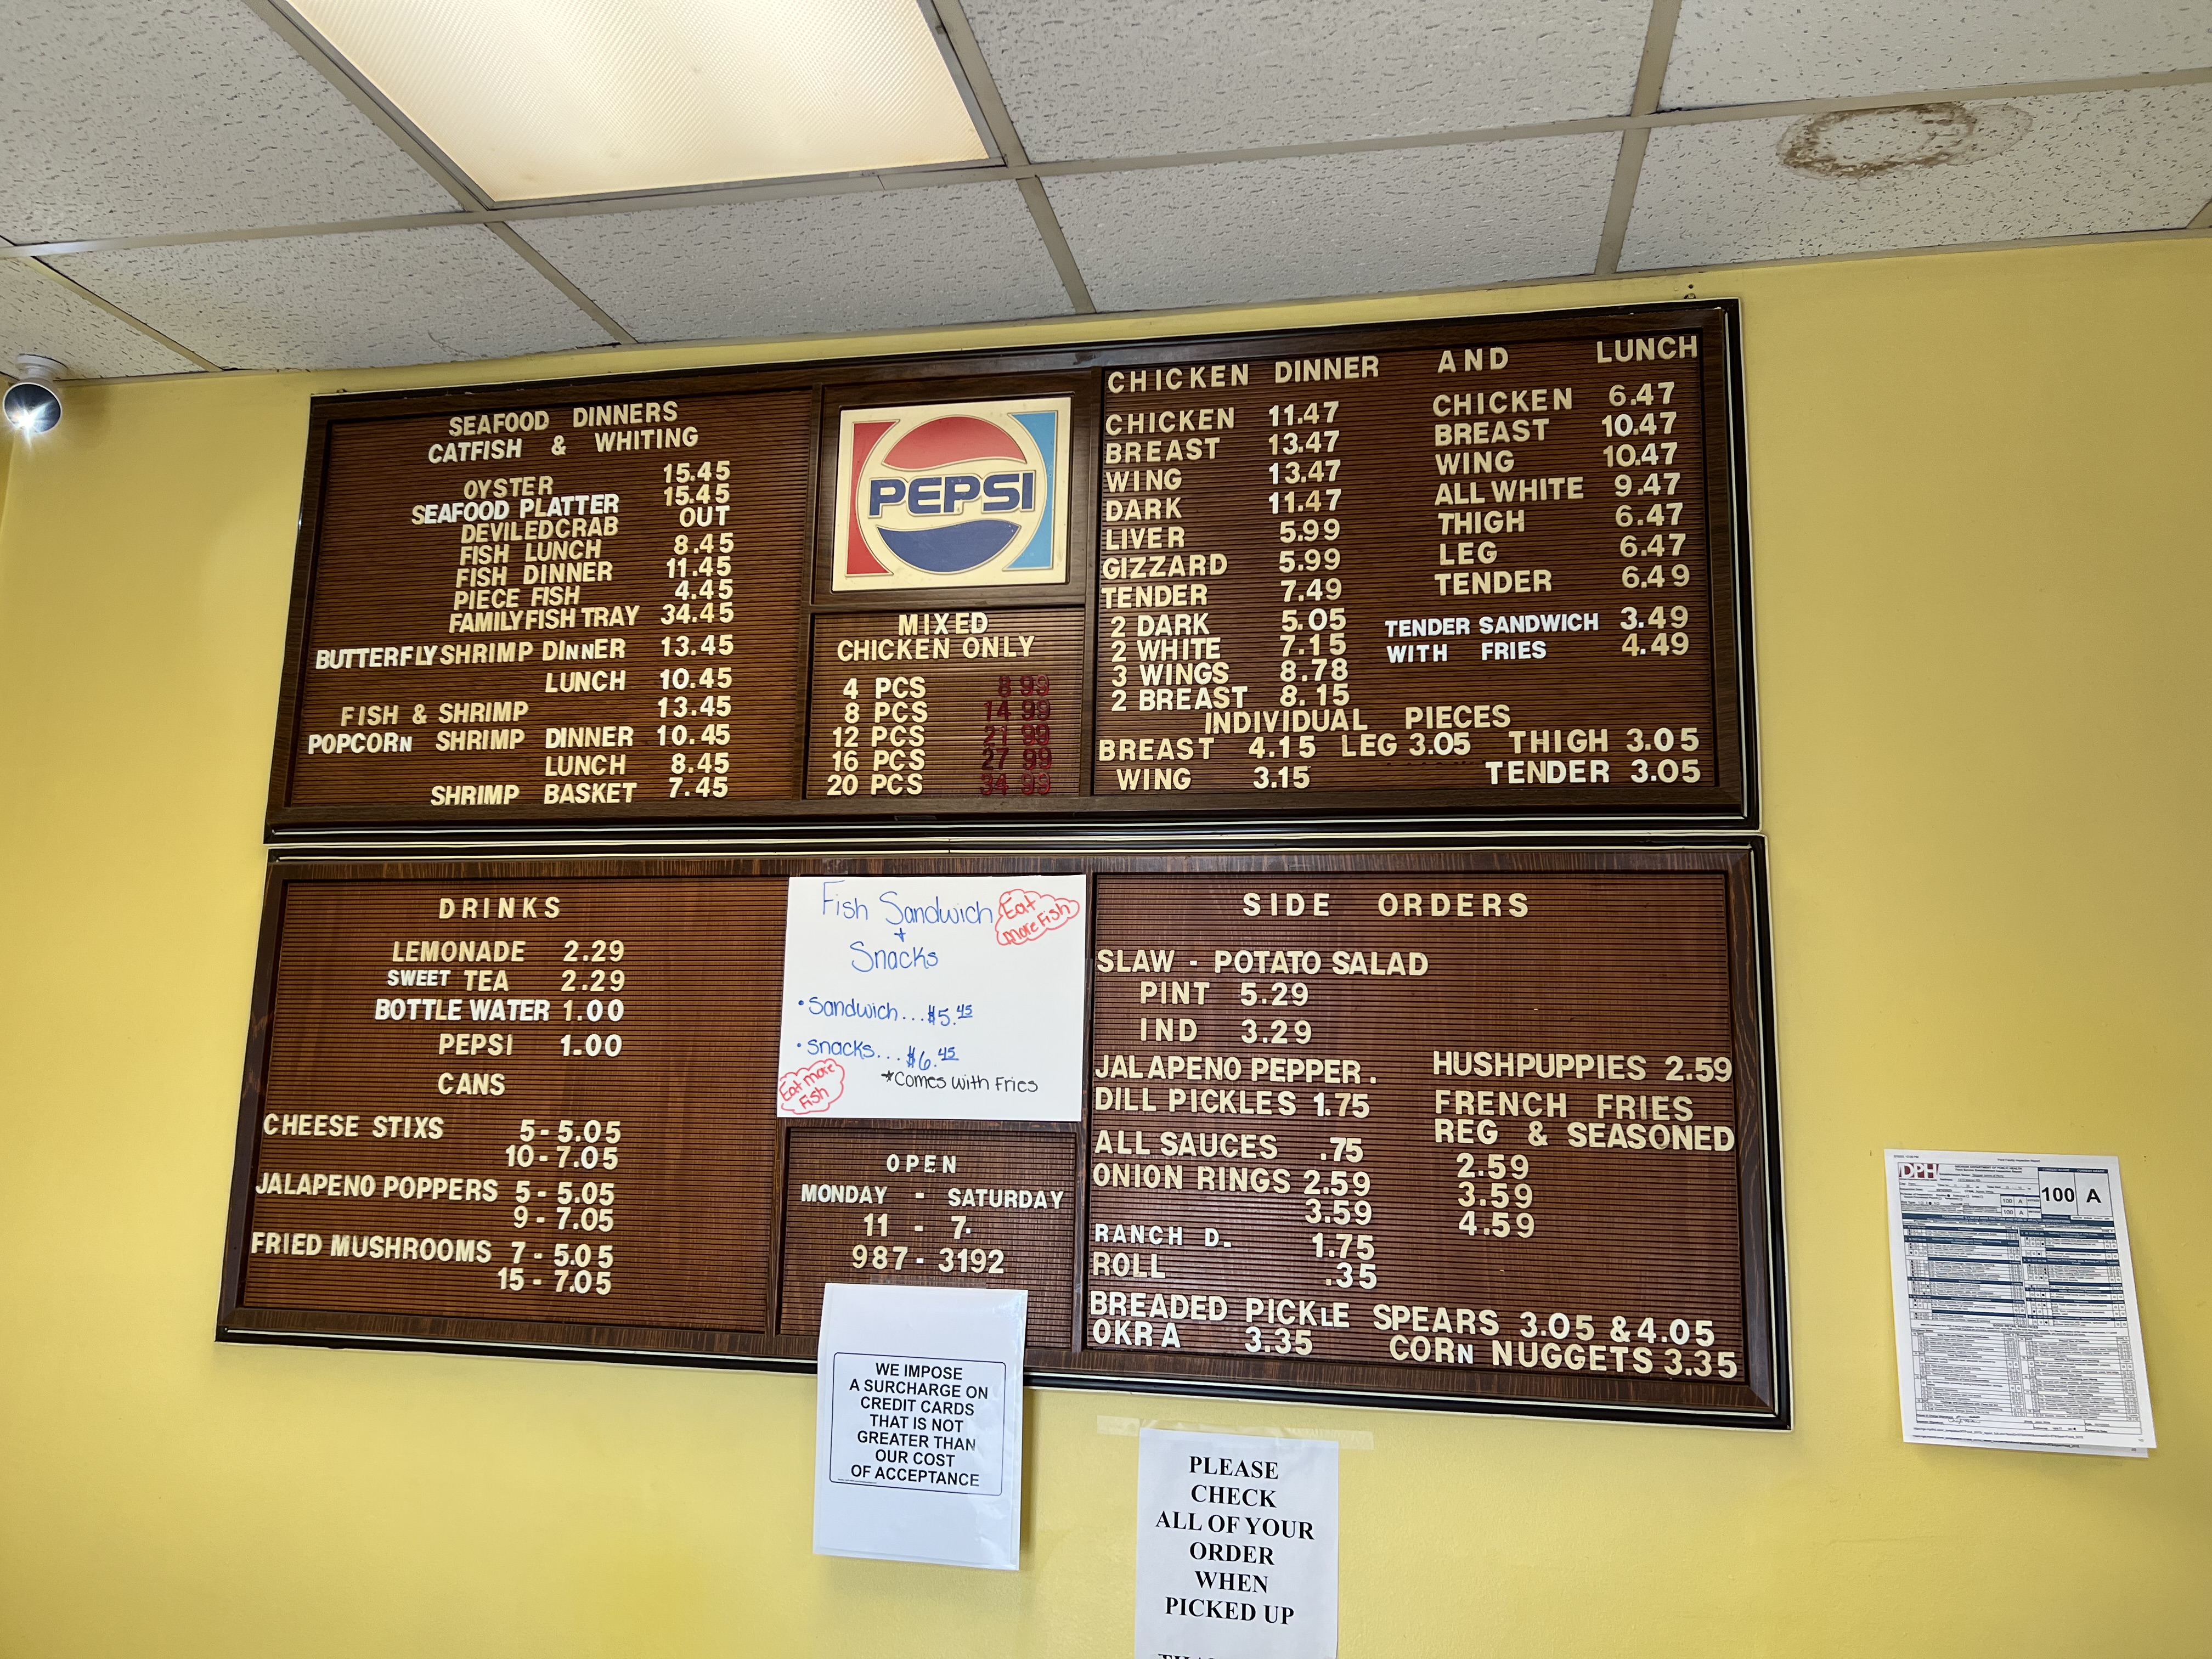 SEAFOOD DINNERS
CATFISH & WHITING
OYSTER 15.45
SEAFOOD PLATTER 15.45
DEVILEDCRAB OUT
FISH LUNCH 8.45
FISH DINNER 11.45
PIECE FISH 4.45
FAMILY FISH TRAY 34.45
BUTTERFLY SHRIMP DINNER 13.45
LUNCH 10.45
FISH & SHRIMP 13.45
POPCORN SHRIMP DINNER 10.45
LUNCH 8.45
SHRIMP BASKET 7.45
PEPSI
MIXED
CHICKEN ONLY
4 PCS 8 99
8 PCS 14 99
12 PCS 21 99
16 PCS 27 99
20 PCS 34 99
CHICKEN DINNER AND LUNCH
CHICKEN 11.47 CHICKEN 6.47
BREAST 13.47 BREAST 10.47
WING 13.47 WING 10.47
DARK 11.47 ALL WHITE 9.47
LIVER 5.99 THIGH 6.47
GIZZARD 5.99 LEG 6.47
TENDER 7.49 TENDER 6.49
2 DARK 5.05 TENDER SANDWICH 3.49
2 WHITE 7.15 WITH FRIES 4.49
3 WINGS 8.78
2 BREAST 8.15
INDIVIDUAL PIECES
BREAST 4.15 LEG 3.05 THIGH 3.05
WING 3.15 TENDER 3.05
DRINKS
LEMONADE 2.29
SWEET TEA 2.29
BOTTLE WATER 1.00
PEPSI 1.00
CANS
CHEESE STIXS 5-5.05
10-7.05
JALAPENO POPPERS 5-5.05
9-7.05
FRIED MUSHROOMS 7-5.05
15-7.05
Fish Sandwich
+
Snacks
Eat
more Fish
• Sandwich...$5.45
• snacks...$6.45
*Comes with Fries
Eat more
Fish
OPEN
MONDAY - SATURDAY
11 - 7.
987-3192
SIDE ORDERS
SLAW - POTATO SALAD
PINT 5.29
IND 3.29
JALAPENO PEPPER. HUSHPUPPIES 2.59
DILL PICKLES 1.75 FRENCH FRIES
REG & SEASONED
ALL SAUCES .75 2.59
ONION RINGS 2.59 3.59
3.59 4.59
RANCH D. 1.75
ROLL .35
BREADED PICKLE SPEARS 3.05 & 4.05
OKRA 3.35 CORN NUGGETS 3.35
WE IMPOSE
A SURCHARGE ON
CREDIT CARDS
THAT IS NOT
GREATER THAN
OUR COST
OF ACCEPTANCE
PLEASE
CHECK
ALL OF YOUR
ORDER
WHEN
PICKED UP
DPH
100 A
100 A
100 A